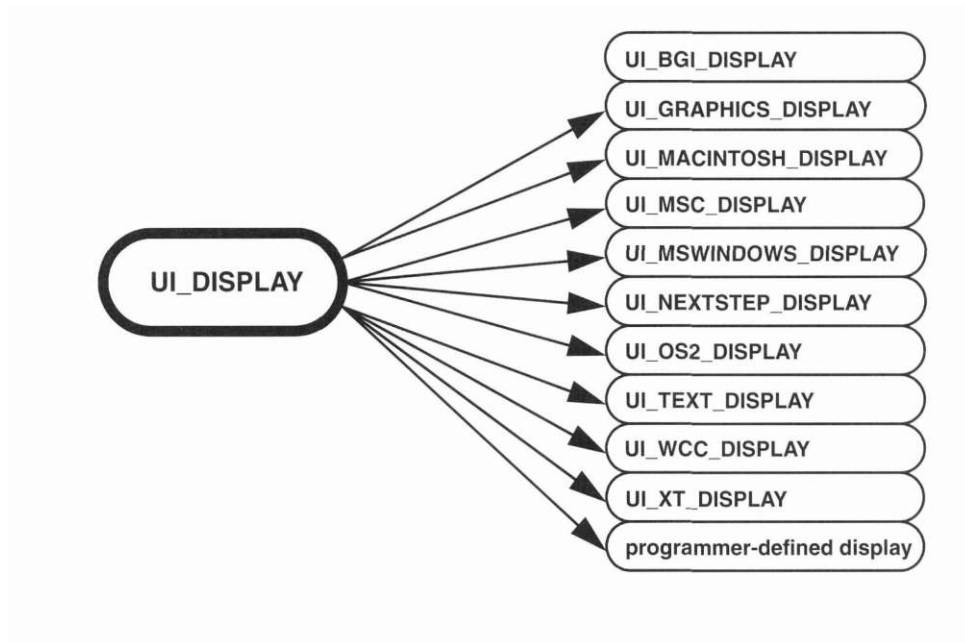 UI_DISPLAY
UI_BGI_DISPLAY
UI_GRAPHICS_DISPLAY
UI_MACINTOSH_DISPLAY
UI_MSC_DISPLAY
UI_MSWINDOWS_DISPLAY
UI_NEXTSTEP_DISPLAY
UI_OS2_DISPLAY
UI_TEXT_DISPLAY
UI_WCC_DISPLAY
UI_XT_DISPLAY
programmer-defined display